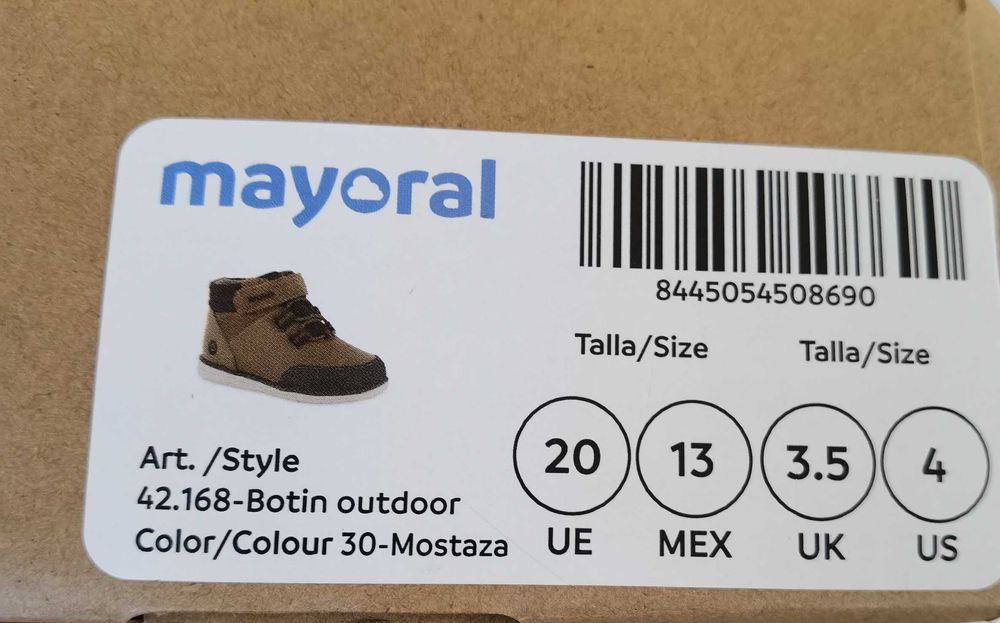 mayoral
8445054508690
Talla/Size Talla/Size
20 13 3.5 4
UE MEX UK US
Art. /Style
42.168-Botin outdoor
Color/Colour 30-Mostaza